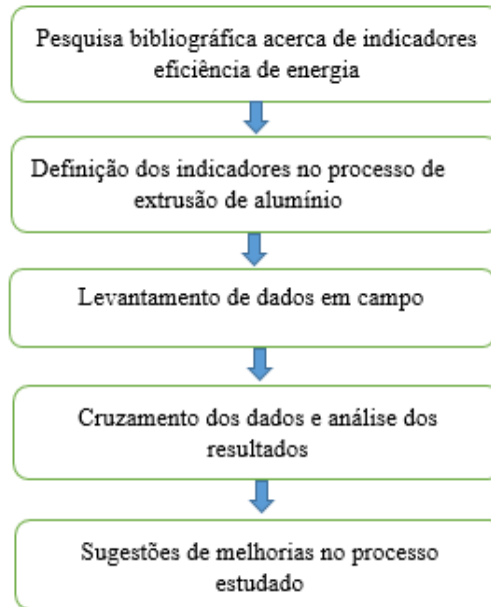 Pesquisa bibliográfica acerca de indicadores
eficiência de energia
Definição dos indicadores no processo de
extrusão de alumínio
Levantamento de dados em campo
Cruzamento dos dados e análise dos
resultados
Sugestões de melhorias no processo
estudado